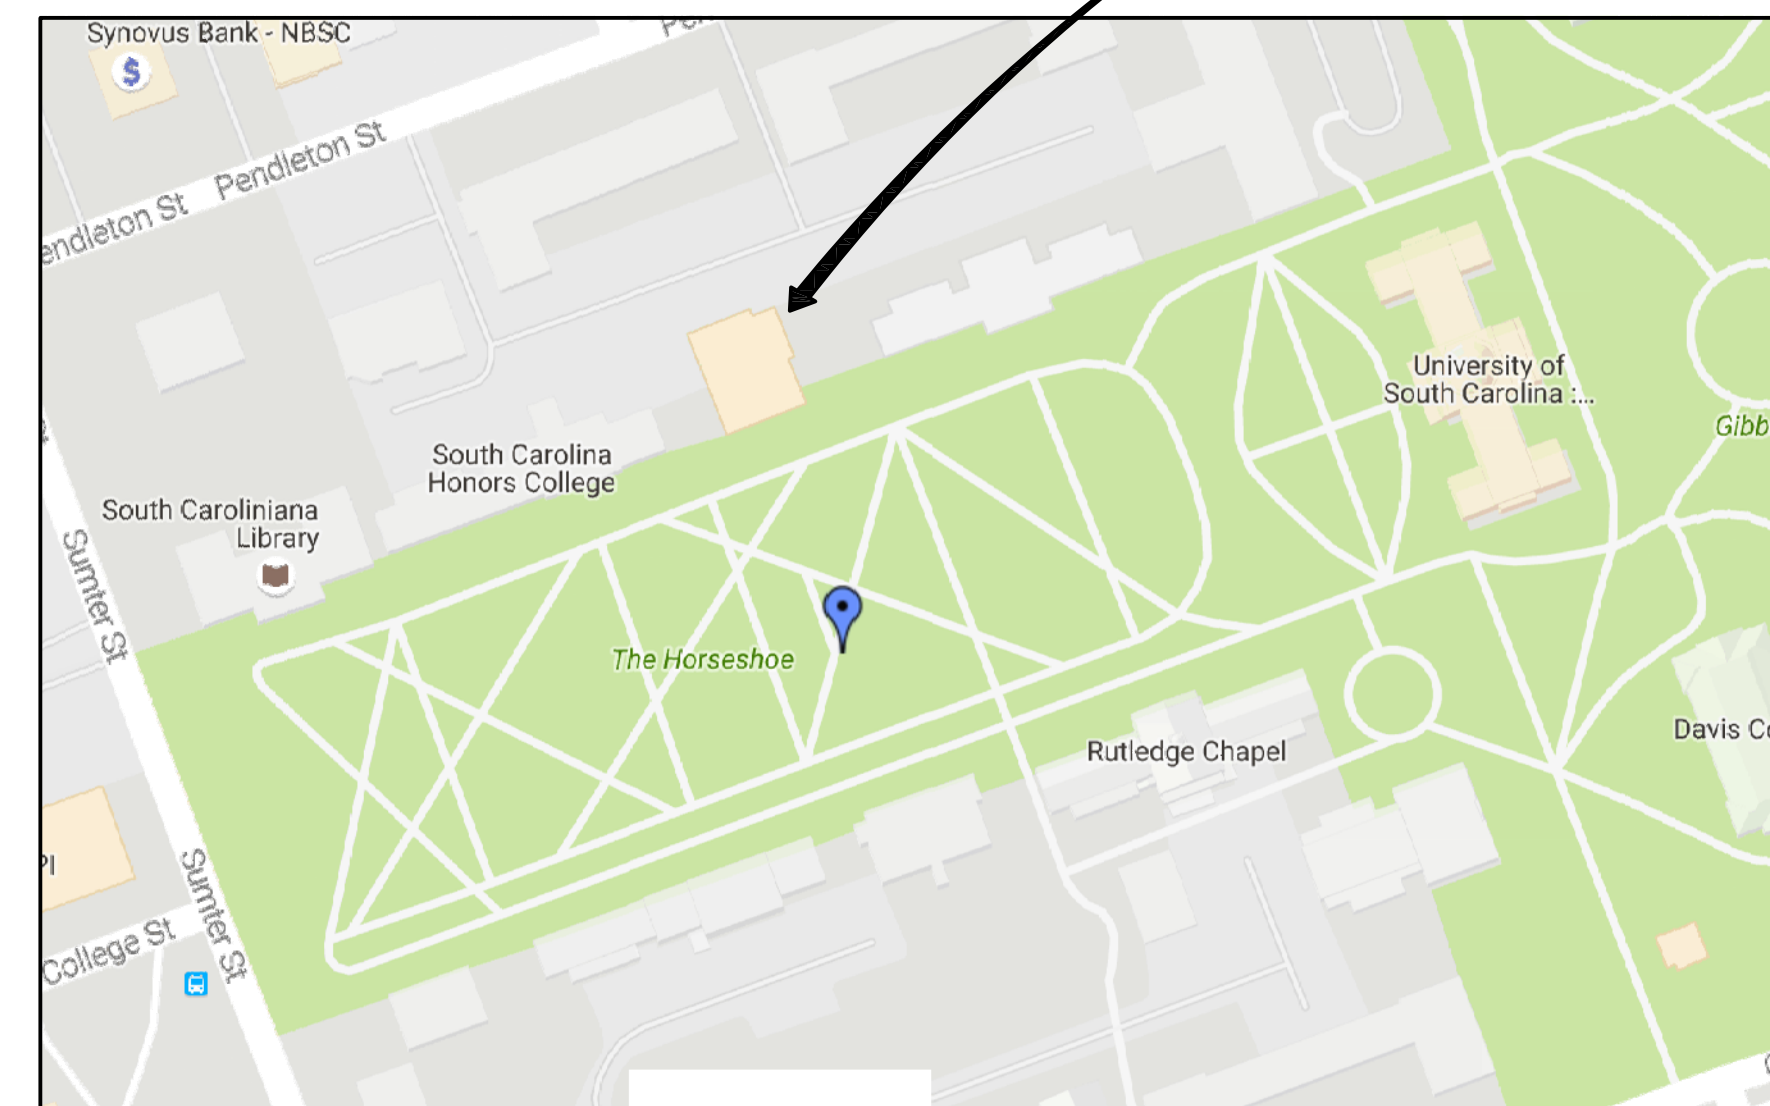 Synovus Bank - NBSC
$
Pendleton St
endleton St
South Carolina
Honors College
South Caroliniana
Library
Sumter St
The Horseshoe
University of
South Carolina :...
Gibb
Rutledge Chapel
Davis Co
PI
Sumter St
College St